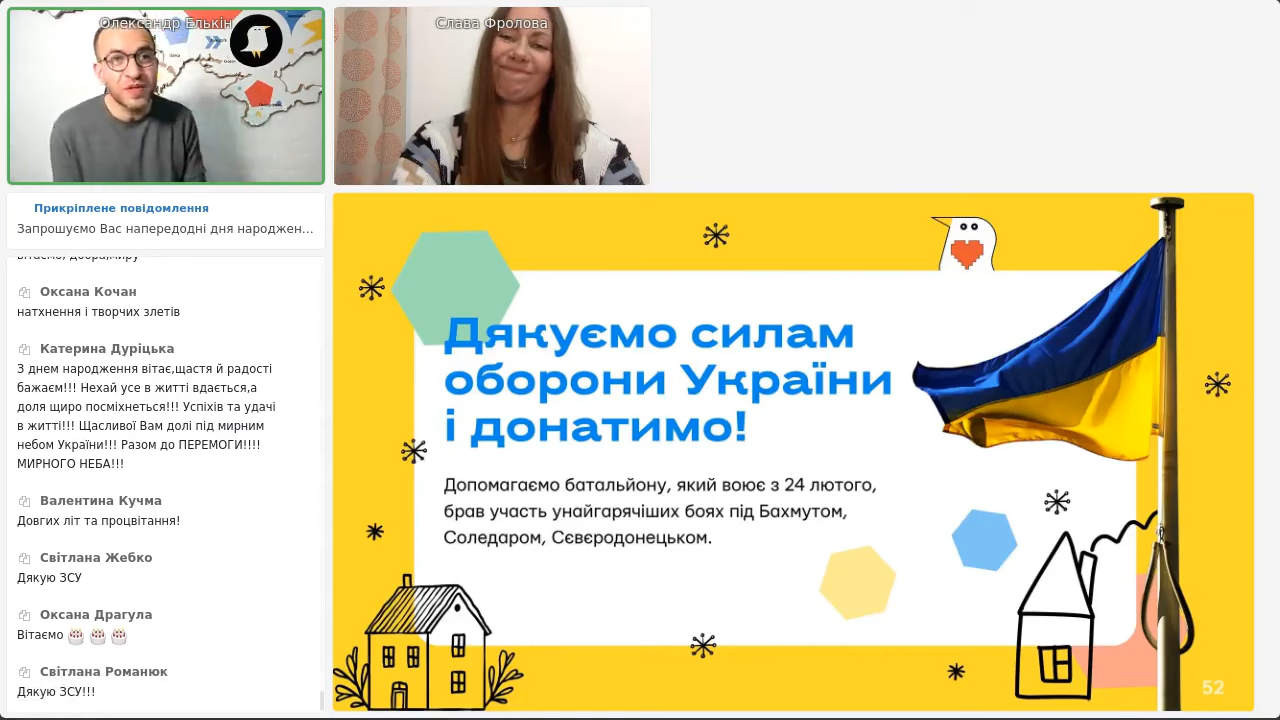 Олександр Елькін
Слава Фролова
Прикріплене повідомлення
Запрошуємо Вас напередодні дня народжен...
Оксана Кочан
натхнення і творчих злетів
Катерина Дуріцька
З днем народження вітає,щастя й радості
бажаєм!!! Нехай усе в житті вдається,а
доля щиро посміхнеться!!! Успіхів та удачі
в житті!!! Щасливої Вам долі під мирним
небом України!!! Разом до ПЕРЕМОГИ!!!!
МИРНОГО НЕБА!!!
Валентина Кучма
Довгих літ та процвітання!
Світлана Жебко
Дякую ЗСУ
Оксана Драгула
Вітаємо
Світлана Романюк
Дякую ЗСУ!!!
Дякуємо силам
оборони України
і донатимо!
Допомагаємо батальйону, який воює з 24 лютого,
брав участь унайгарячіших боях під Бахмутом,
Соледаром, Сєвєродонецьком.
52